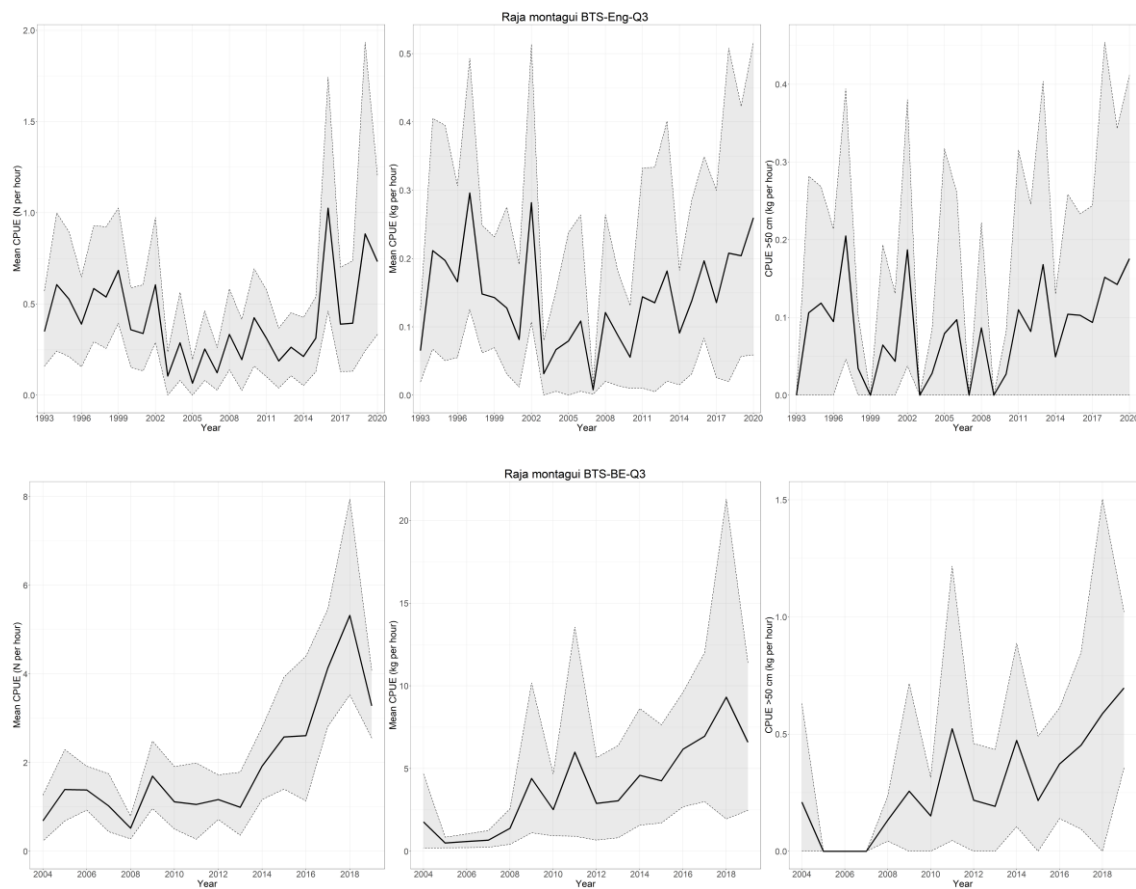 Raja montagui BTS-Eng-Q3
Mean CPUE (N per hour)
2.0
1.5
1.0
0.5
0.0
1993 1996 1999 2002 2005 2008 2011 2014 2017 2020
Year
Mean CPUE (kg per hour)
0.5
0.4
0.3
0.2
0.1
0.0
1993 1996 1999 2002 2005 2008 2011 2014 2017 2020
Year
CPUE >50 cm (kg per hour)
0.4
0.3
0.2
0.1
0.0
1993 1996 1999 2002 2005 2008 2011 2014 2017 2020
Year
Raja montagui BTS-BE-Q3
Mean CPUE (N per hour)
8
6
4
2
0
2004 2006 2008 2010 2012 2014 2016 2018
Year
Mean CPUE (kg per hour)
20
15
10
5
0
2004 2006 2008 2010 2012 2014 2016 2018
Year
CPUE >50 cm (kg per hour)
1.5
1.0
0.5
0.0
2004 2006 2008 2010 2012 2014 2016 2018
Year